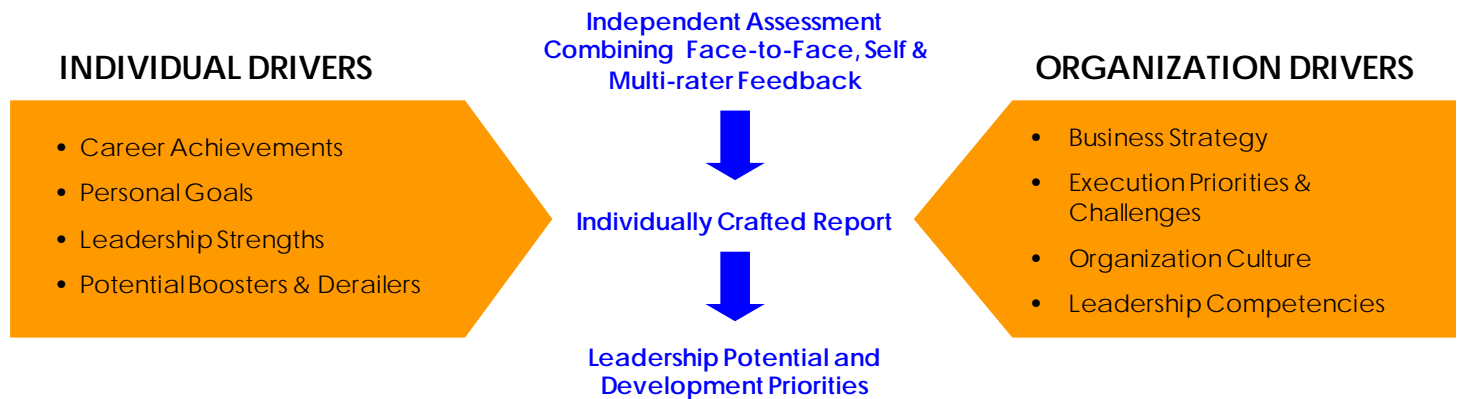 INDIVIDUAL DRIVERS
• Career Achievements
• Personal Goals
• Leadership Strengths
• Potential Boosters & Derailers
Independent Assessment
Combining Face-to-Face, Self &
Multi-rater Feedback
Individually Crafted Report
Leadership Potential and
Development Priorities
ORGANIZATION DRIVERS
• Business Strategy
• Execution Priorities &
Challenges
• Organization Culture
• Leadership Competencies